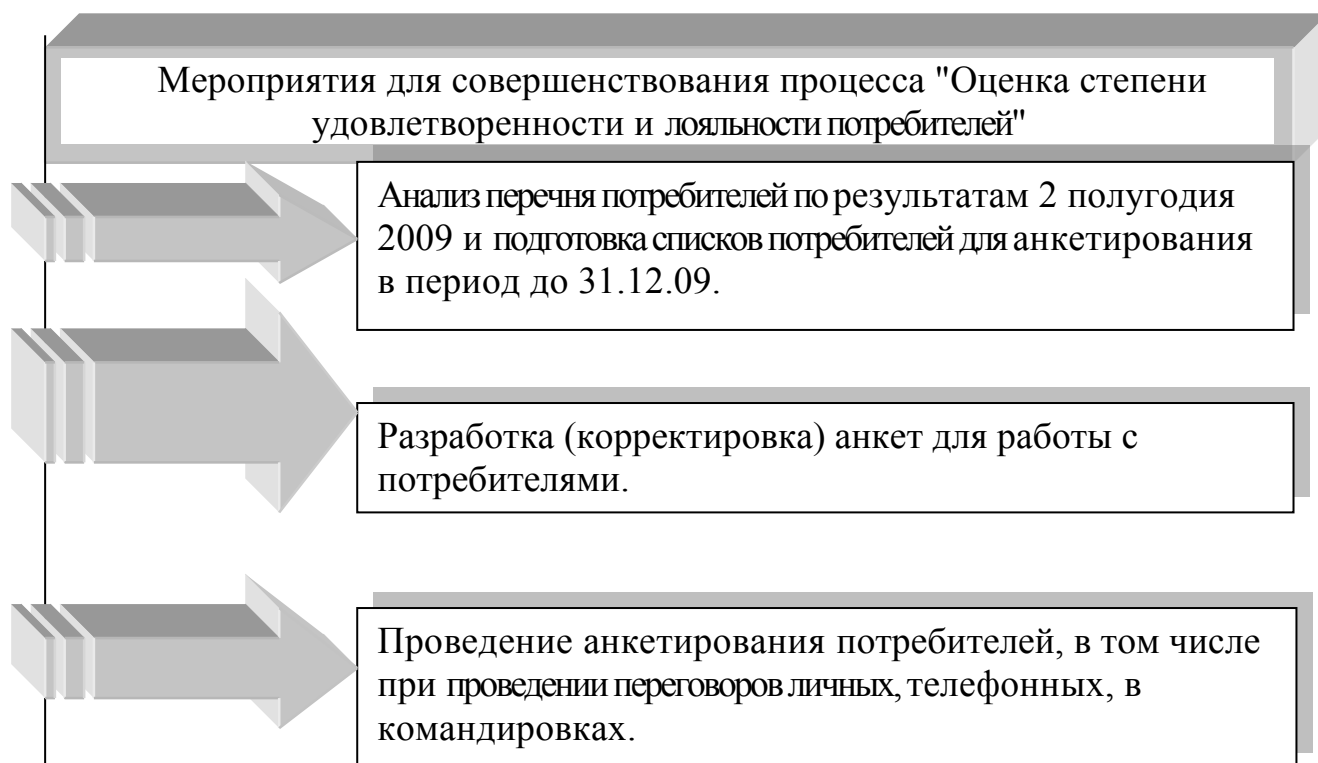 Мероприятия для совершенствования процесса "Оценка степени
удовлетворенности и лояльности потребителей"
Анализ перечня потребителей по результатам 2 полугодия
2009 и подготовка списков потребителей для анкетирования
в период до 31.12.09.
Разработка (корректировка) анкет для работы с
потребителями.
Проведение анкетирования потребителей, в том числе
при проведении переговоров личных, телефонных, в
командировках.